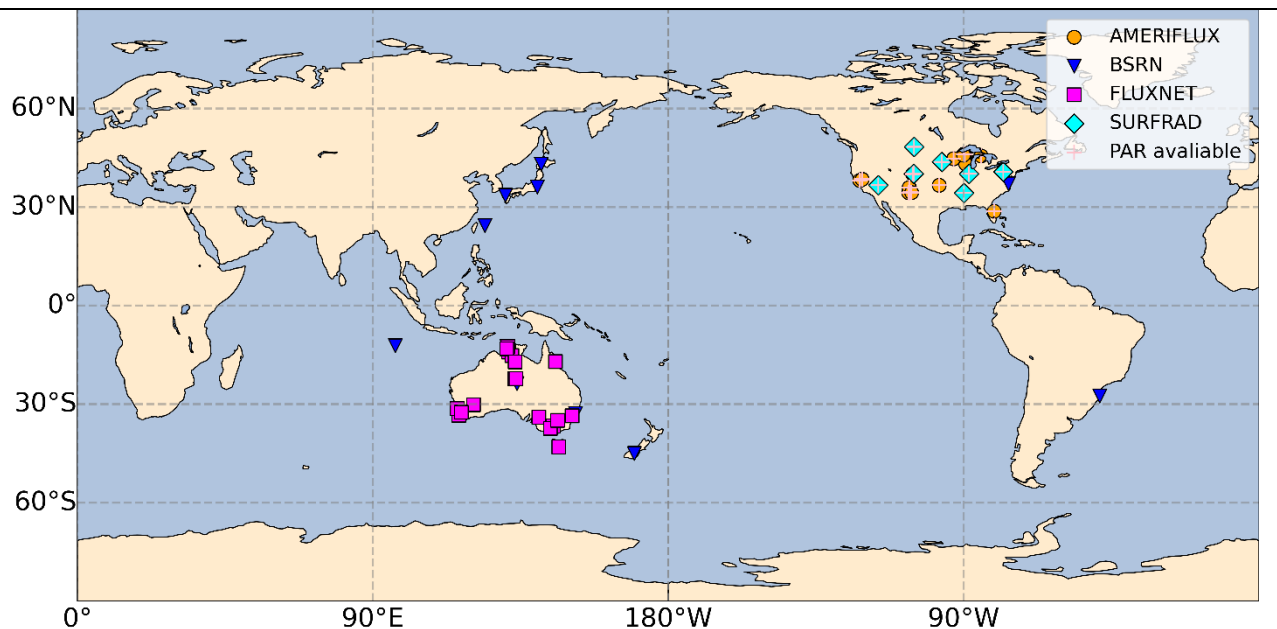 AMERIFLUX
BSRN
FLUXNET
SURFRAD
PAR avaliable
60°N
30°N
0°
30°S
60°S
0°
90°E
180°W
90°W